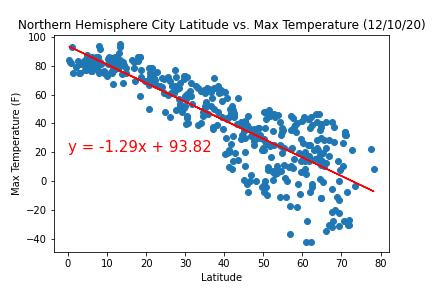 Northern Hemisphere City Latitude vs. Max Temperature (12/10/20)
Max Temperature (F)
100
80
60
40
20
0
−20
−40
y = -1.29x + 93.82
0 10 20 30 40 50 60 70 80
Latitude